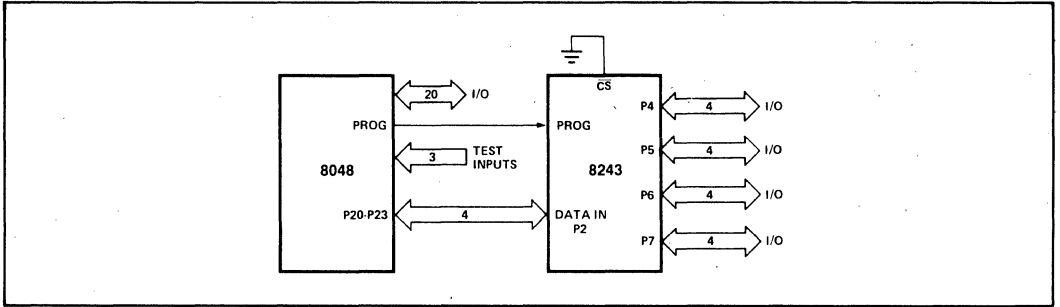 CS
20 I/O
P4 4 I/O
PROG PROG
TEST
3 INPUTS
P5 4 I/O
8048 8243
P6 4 I/O
P20-P23 4 DATA IN
P2
P7 4 I/O